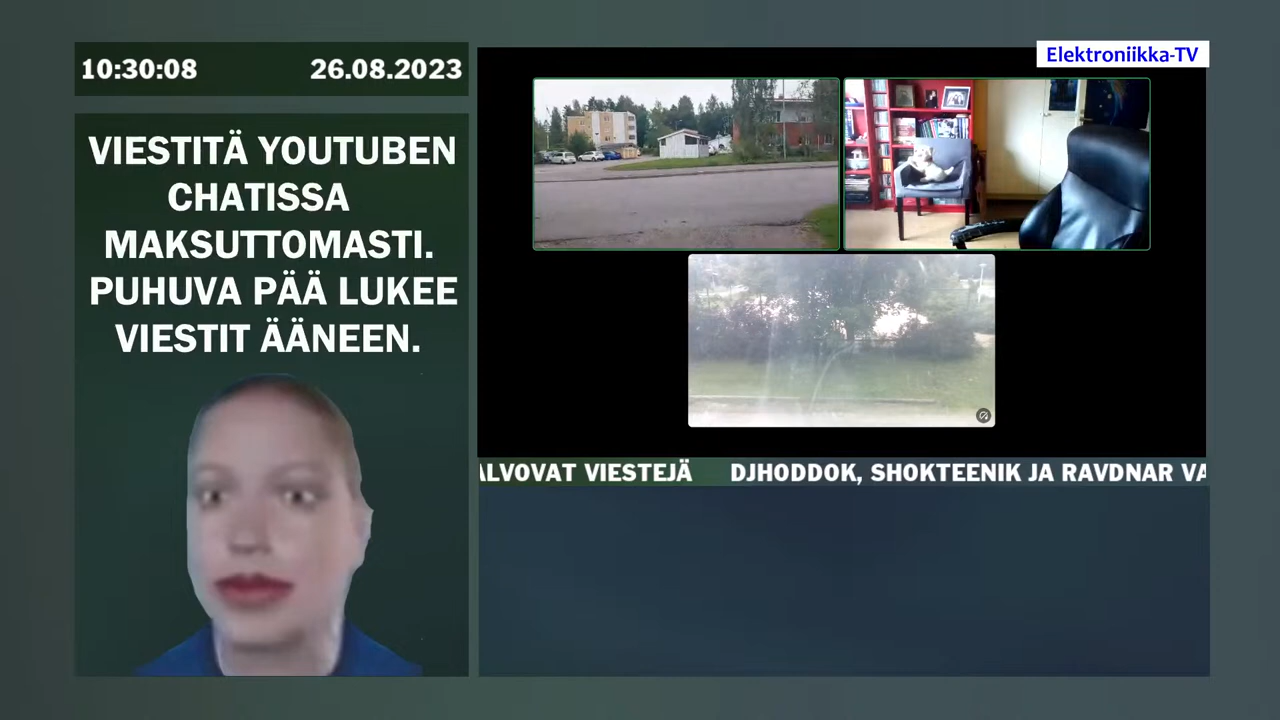 10:30:08 26.08.2023
Elektroniikka-TV
VIESTITÄ YOUTUBEN
CHATISSA
MAKSUTTOMASTI.
PUHUVA PÄÄ LUKEE
VIESTIT ÄÄNEEN.
ALVOVAT VIESTEJÄ DJHODDOK, SHOKTEENIK JA RAVDNAR VA